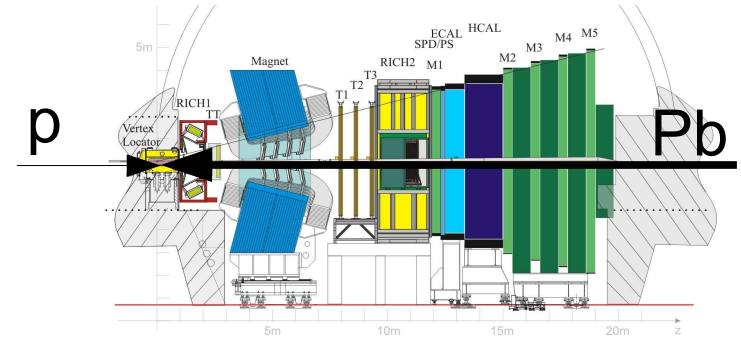 5m
Magnet
RICH1
TT
Vertex
Locator
T1
T2
T3
RICH2
SPD/PS
ECAL
HCAL
M1
M2
M3
M4
M5
p
Pb
5m
10m
15m
20m
z